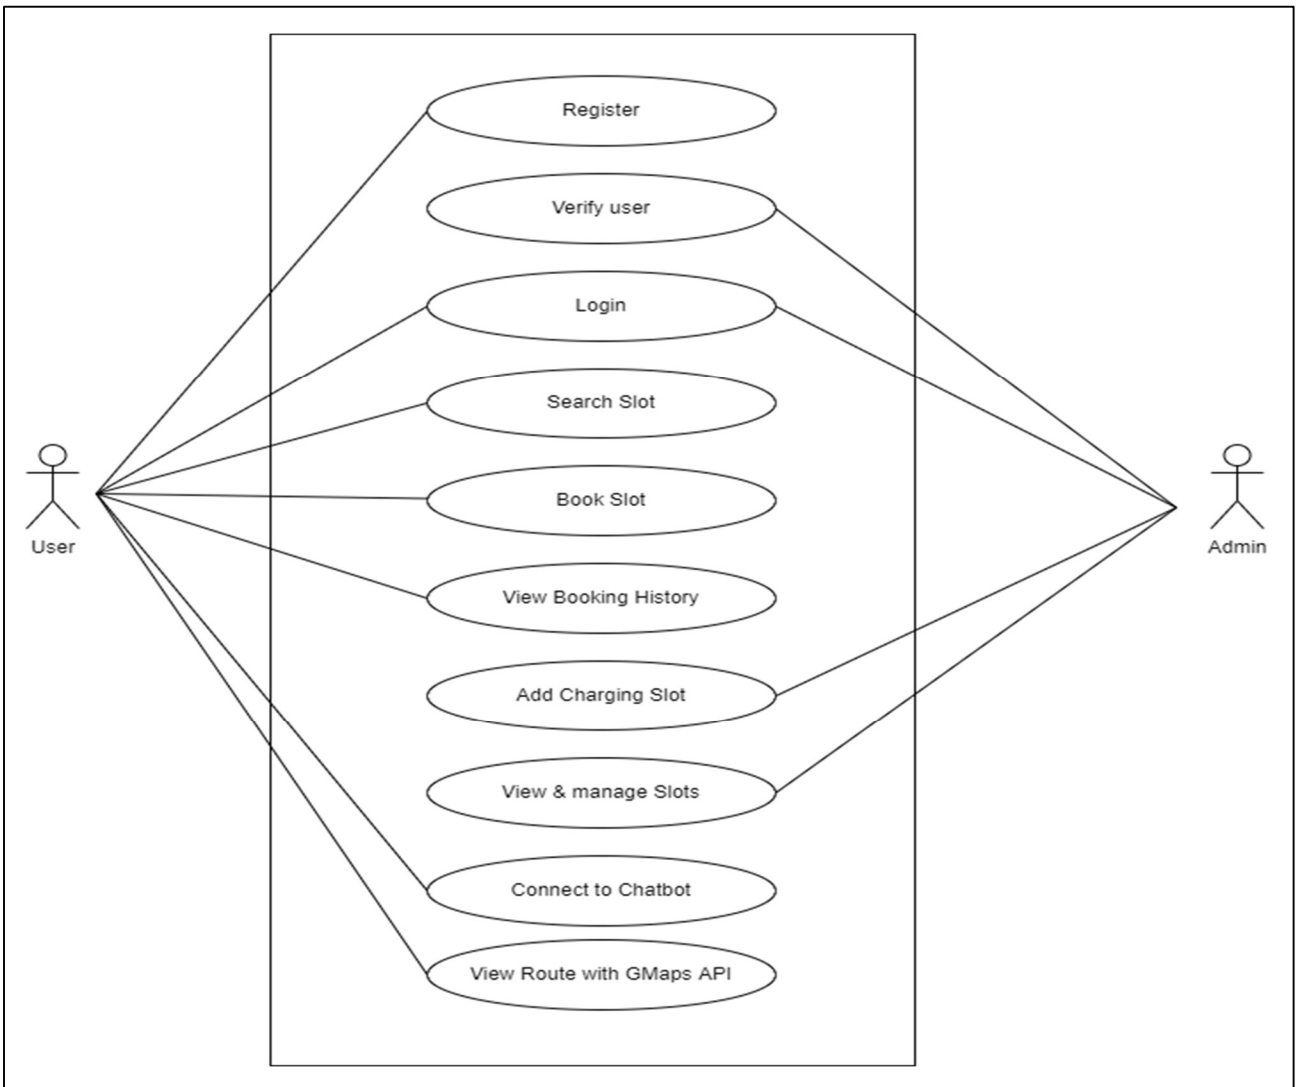 Register
Verify user
Login
Search Slot
Book Slot
User
Admin
View Booking History
Add Charging Slot
View & manage Slots
Connect to Chatbot
View Route with GMaps API